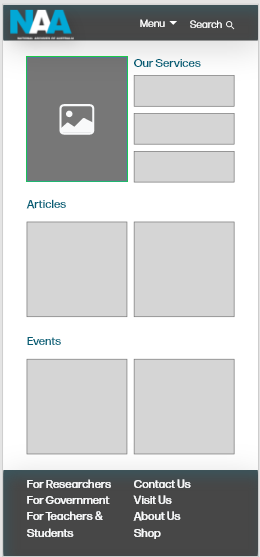 NAA
NATIONAL ARCHIVES OF AUSTRALIA
Menu
Search
Our Services
Articles
Events
For Researchers
For Government
For Teachers &
Students
Contact Us
Visit Us
About Us
Shop